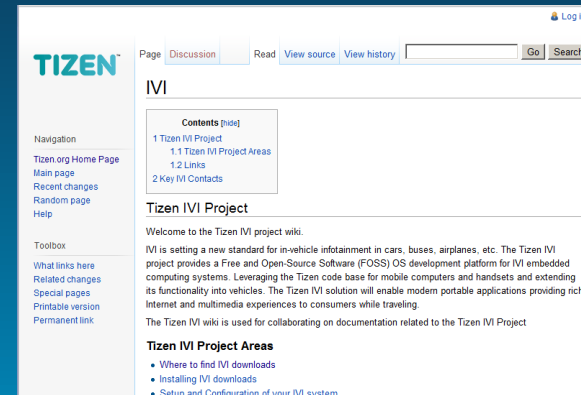 Log i
TIZEN™
Page Discussion Read View source View history Go Search
IVI
Contents [hide]
1 Tizen IVI Project
1.1 Tizen IVI Project Areas
1.2 Links
2 Key IVI Contacts
Navigation
Tizen.org Home Page
Main page
Recent changes
Random page
Help
Toolbox
What links here
Related changes
Special pages
Printable version
Permanent link
Tizen IVI Project
Welcome to the Tizen IVI project wiki.
IVI is setting a new standard for in-vehicle infotainment in cars, buses, airplanes, etc. The Tizen IVI
project provides a Free and Open-Source Software (FOSS) OS development platform for IVI embedded
computing systems. Leveraging the Tizen code base for mobile computers and handsets and extending
its functionality into vehicles. The Tizen IVI solution will enable modern portable applications providing rich
Internet and multimedia experiences to consumers while traveling.
The Tizen IVI wiki is used for collaborating on documentation related to the Tizen IVI Project
Tizen IVI Project Areas
• Where to find IVI downloads
• Installing IVI downloads
• Setup and Configuration of your IVI system